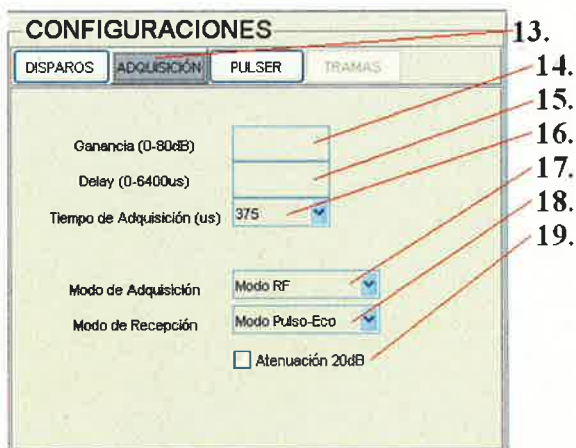 CONFIGURACIONES
13.
DISPAROS ADQUISICIÓN PULSER TRAMAS
14.
15.
Ganancia (0-80dB)
16.
Delay (0-6400us)
17.
Tiempo de Adquisición (us) 375
18.
19.
Modo de Adquisición Modo RF
Modo de Recepción Modo Pulso-Eco
Atenuación 20dB